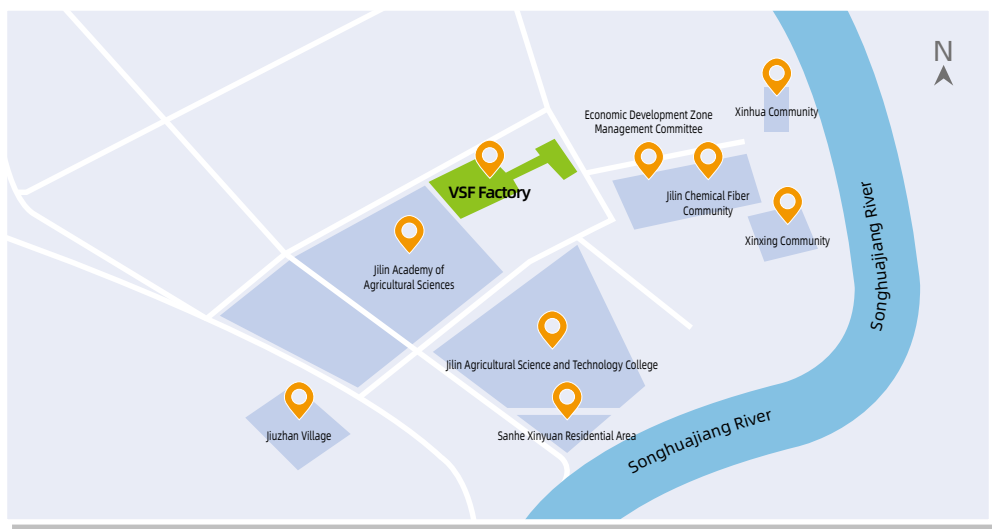 N
Xinhua Community
Economic Development Zone
Management Committee
VSF Factory
Jilin Chemical Fiber
Community
Xinxing Community
Songhuajiang River
Jilin Academy of
Agricultural Sciences
Jilin Agricultural Science and Technology College
Jiuzhan Village
Sanhe Xinyuan Residential Area
Songhuajiang River